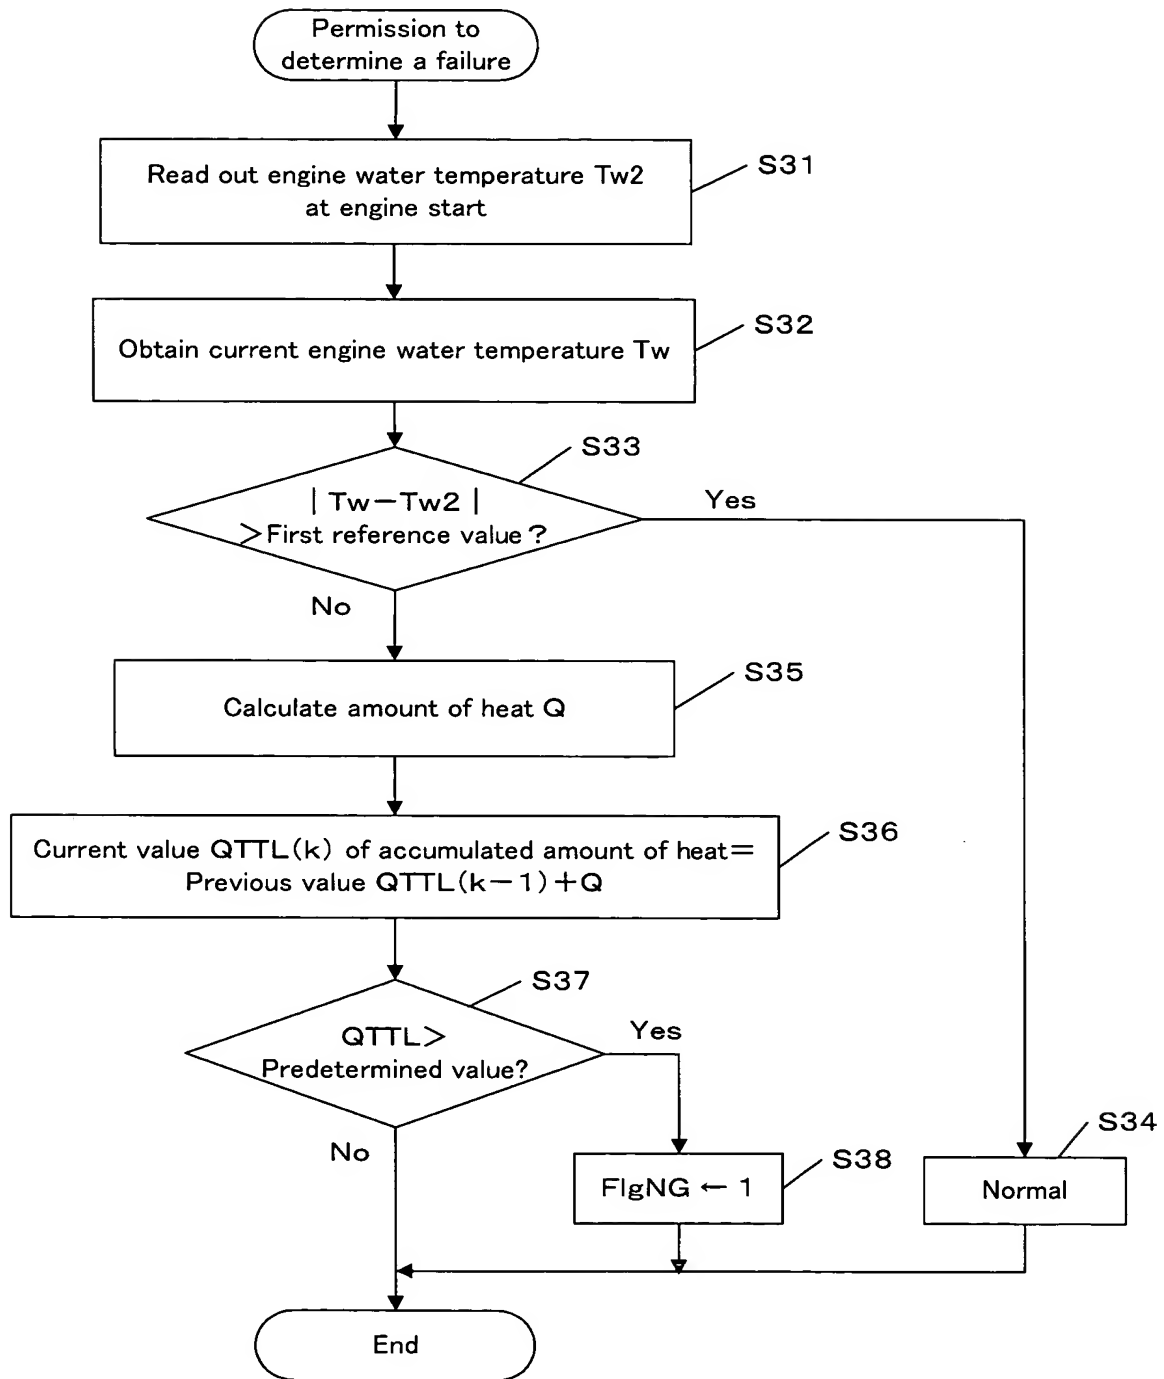 Permission to
determine a failure
Read out engine water temperature Tw2
at engine start
S31
Obtain current engine water temperature Tw
S32
S33
| Tw－Tw2 |
＞First reference value？
Yes
No
Calculate amount of heat Q
S35
Current value QTTL(k) of accumulated amount of heat＝
Previous value QTTL(k－1)＋Q
S36
S37
QTTL＞
Predetermined value?
Yes
No
FlgNG ← 1
S38
S34
Normal
End